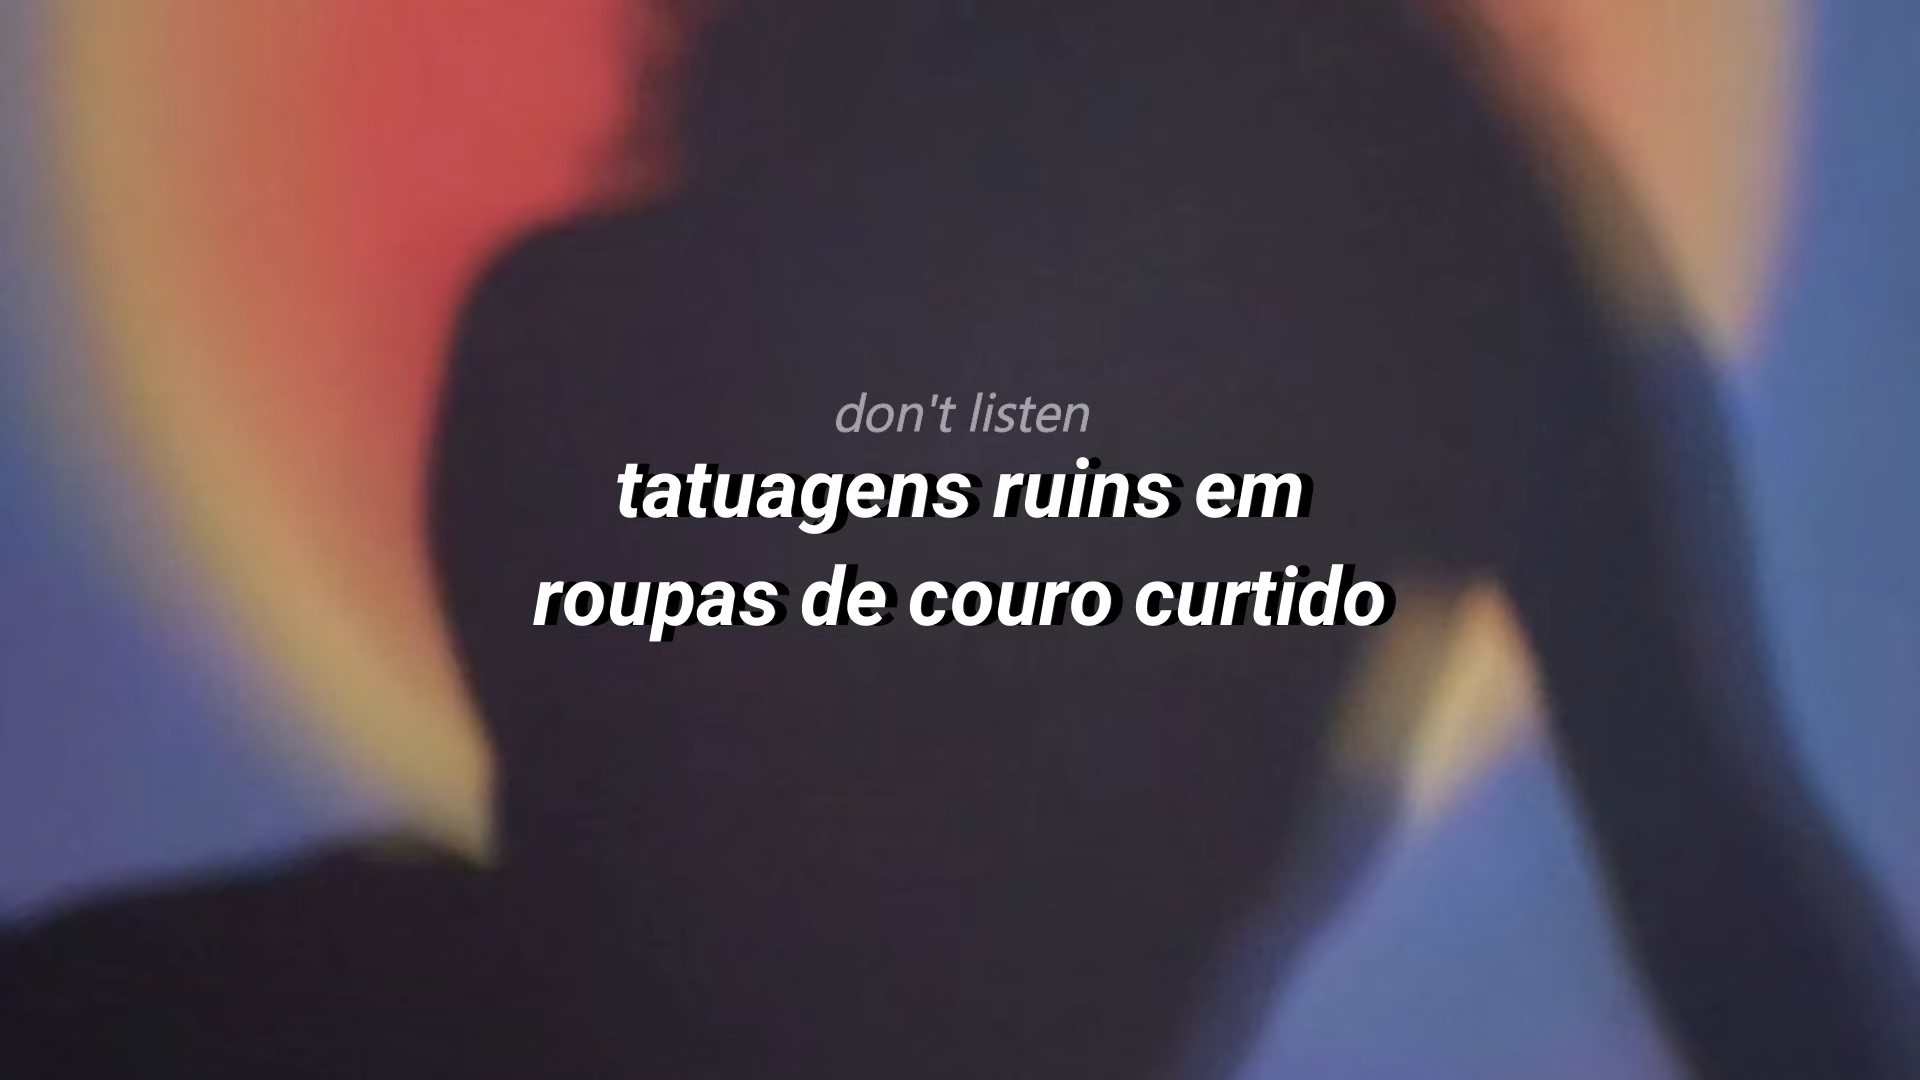 don't listen
tatuagens ruins em
roupas de couro curtido